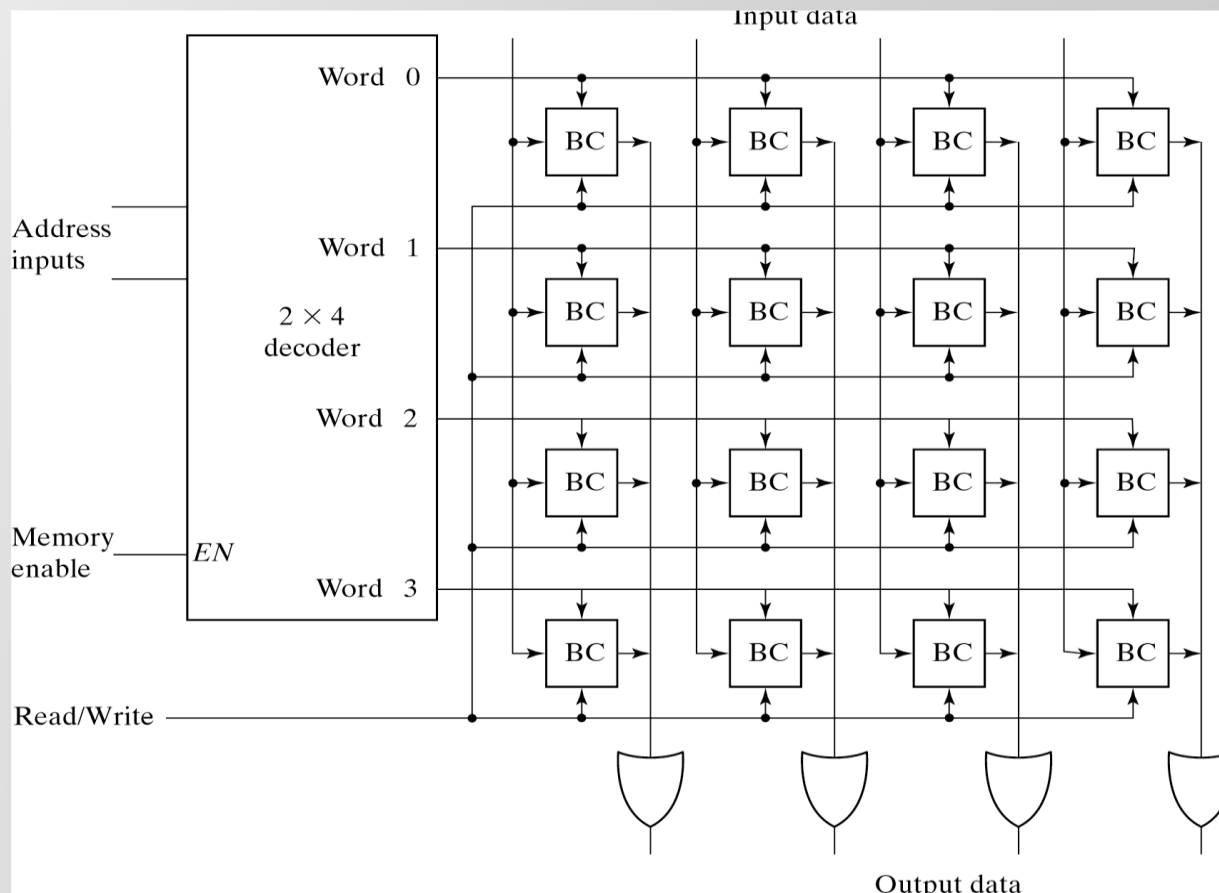 Input data
Word 0
BC BC BC BC
Address
inputs
Word 1
BC BC BC BC
2 × 4
decoder
Word 2
BC BC BC BC
Memory
enable
EN
Word 3
BC BC BC BC
Read/Write
Output data